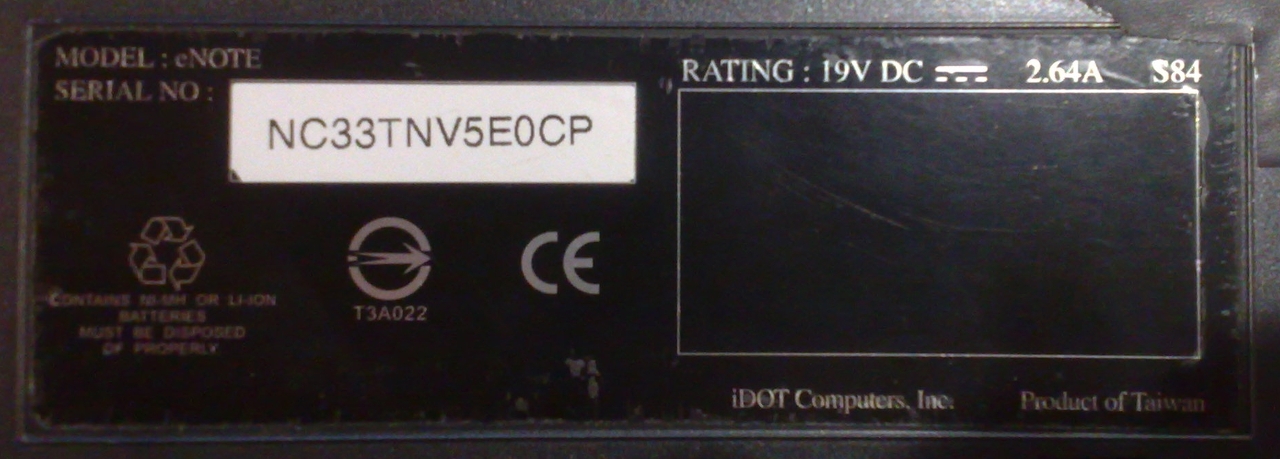 MODEL : eNOTE
SERIAL NO :
NC33TNV5E0CP
RATING : 19V DC 2.64A S84
CONTAINS NI-MH OR LI-ION
BATTERIES
MUST BE DISPOSED
OF PROPERLY
T3A022
CE
iDOT Computers, Inc. Product of Taiwan